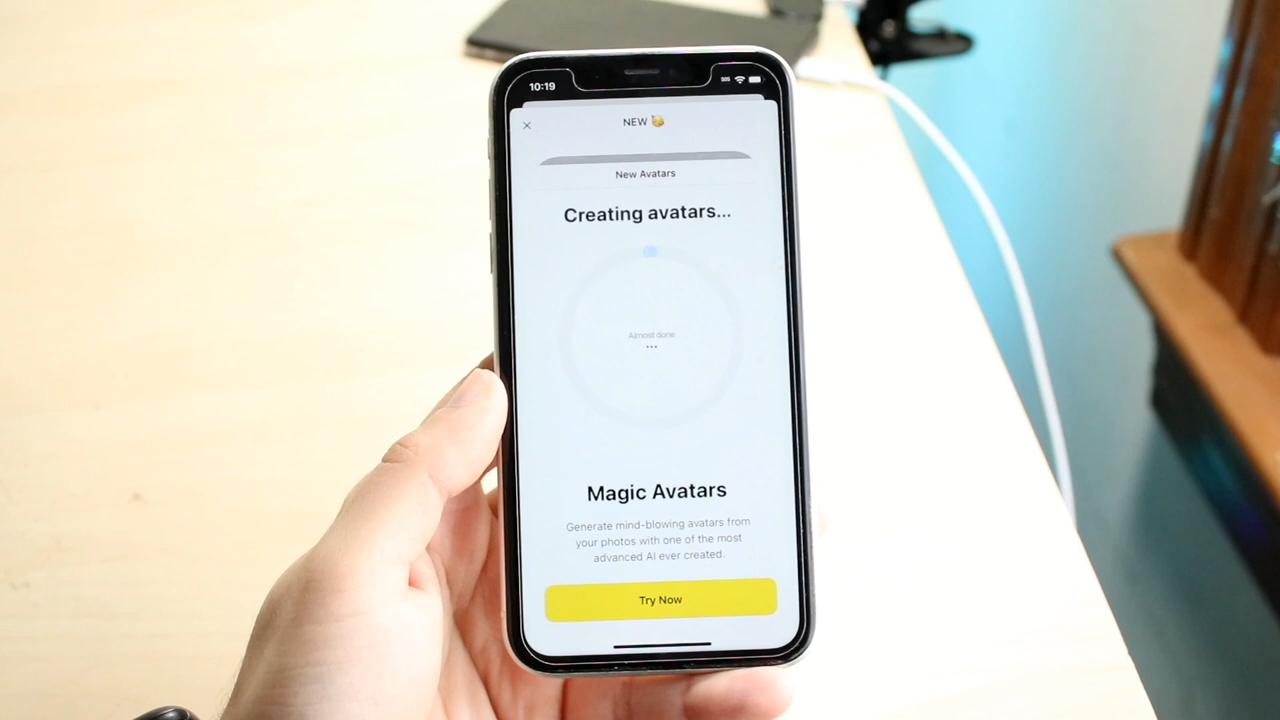 10:19
SOS
NEW
New Avatars
Creating avatars...
Almost done
...
Magic Avatars
Generate mind-blowing avatars from
your photos with one of the most
advanced AI ever created.
Try Now